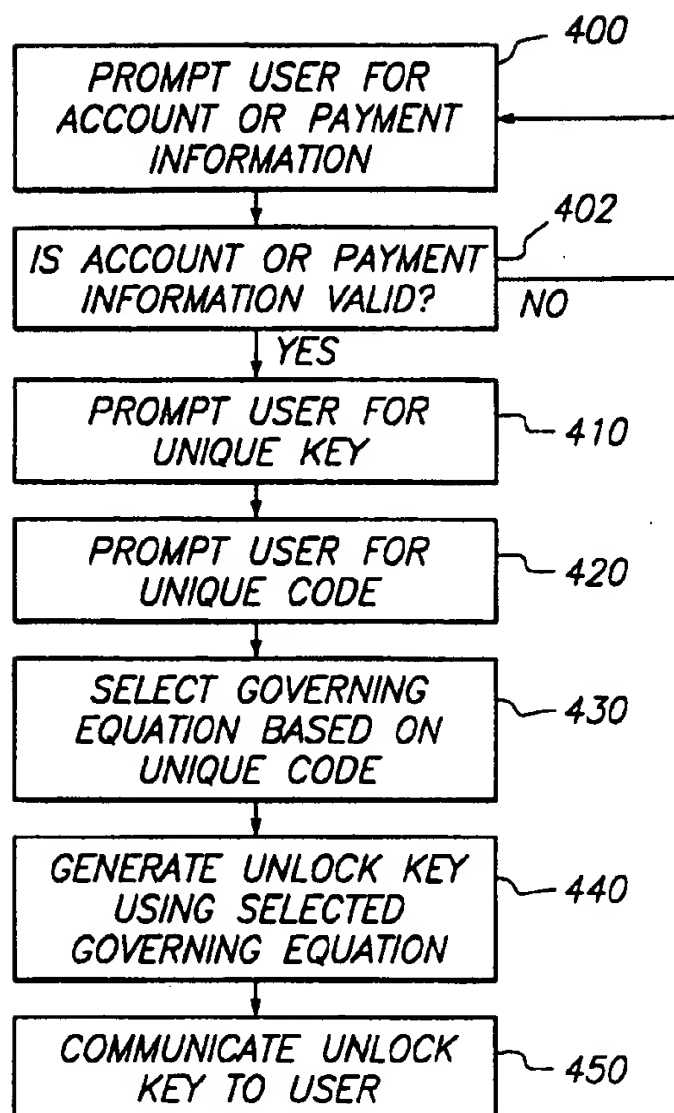 400
PROMPT USER FOR
ACCOUNT OR PAYMENT
INFORMATION
402
IS ACCOUNT OR PAYMENT
INFORMATION VALID?
NO
YES
PROMPT USER FOR
UNIQUE KEY
410
PROMPT USER FOR
UNIQUE CODE
420
SELECT GOVERNING
EQUATION BASED ON
UNIQUE CODE
430
GENERATE UNLOCK KEY
USING SELECTED
GOVERNING EQUATION
440
COMMUNICATE UNLOCK
KEY TO USER
450